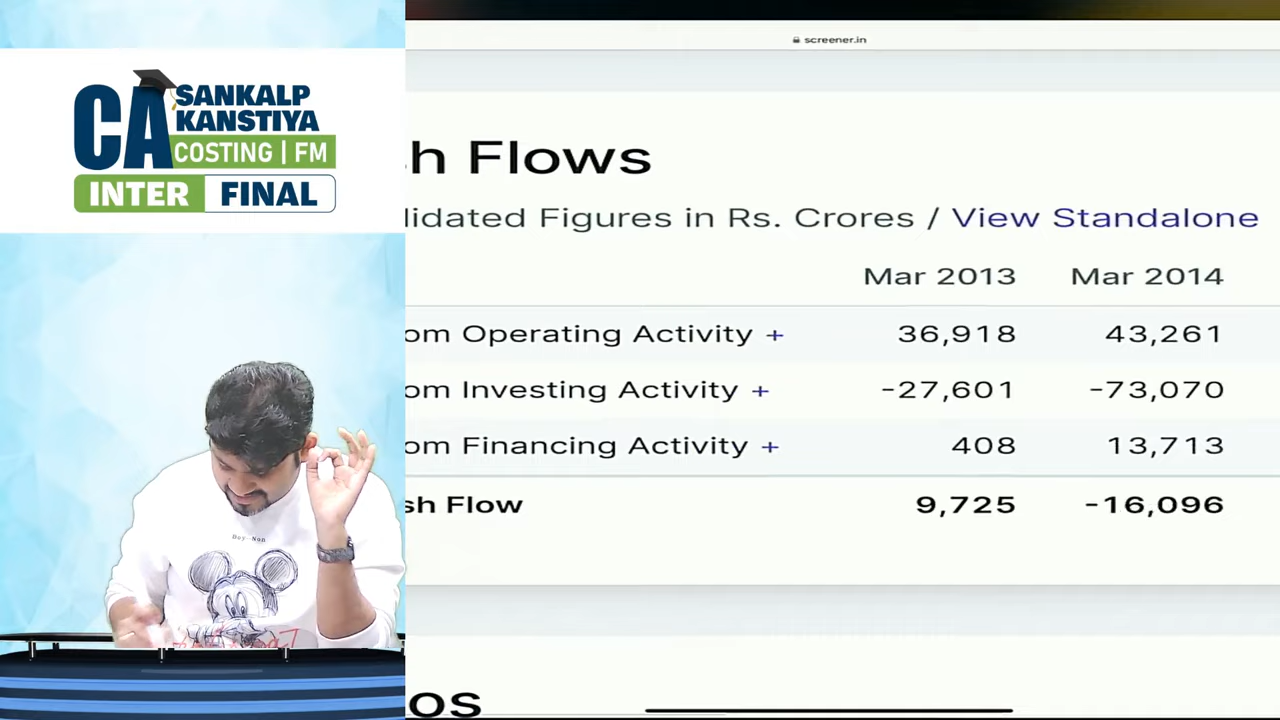 CA SANKALP
KANSTIYA
COSTING | FM
INTER FINAL
screener.in
h Flows
lidated Figures in Rs. Crores / View Standalone
Mar 2013 Mar 2014
om Operating Activity + 36,918 43,261
om Investing Activity + -27,601 -73,070
om Financing Activity + 408 13,713
sh Flow 9,725 -16,096
os